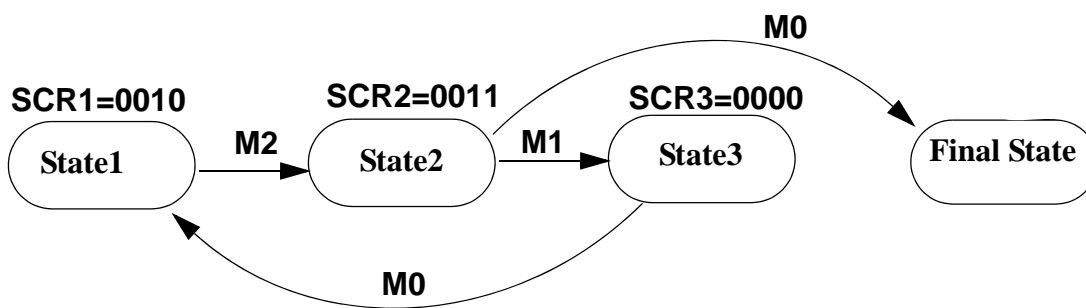 M0
SCR1=0010
SCR2=0011
SCR3=0000
State1
M2
State2
M1
State3
Final State
M0